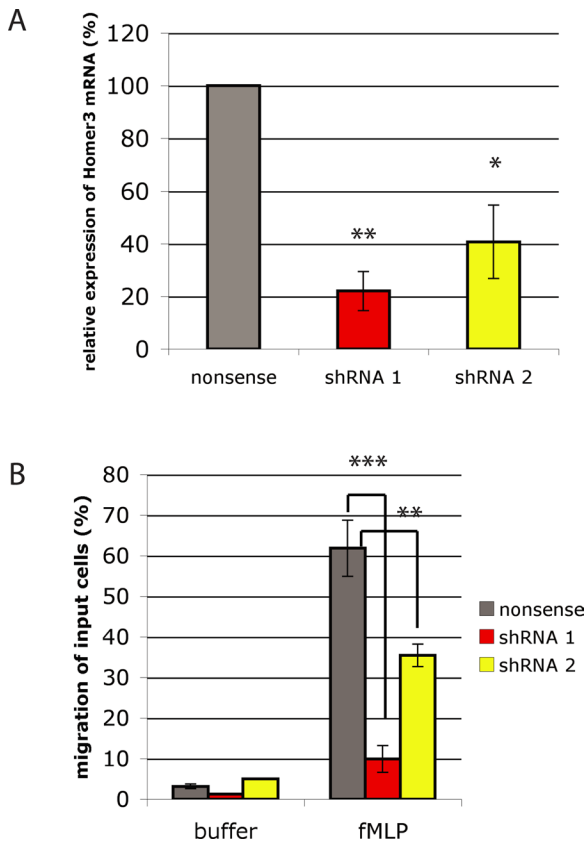 A
relative expression of Homer3 mRNA (%)
120
100
80
60
40
20
0
**
*
nonsense
shRNA 1
shRNA 2
B
migration of input cells (%)
80
70
60
50
40
30
20
10
0
***
**
buffer
fMLP
nonsense
shRNA 1
shRNA 2